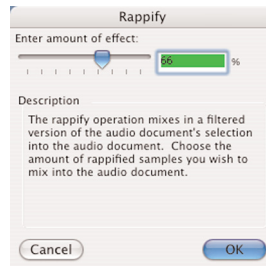 Rappify
Enter amount of effect:
66 %
Description
The rappify operation mixes in a filtered
version of the audio document's selection
into the audio document. Choose the
amount of rappified samples you wish to
mix into the audio document.
Cancel OK